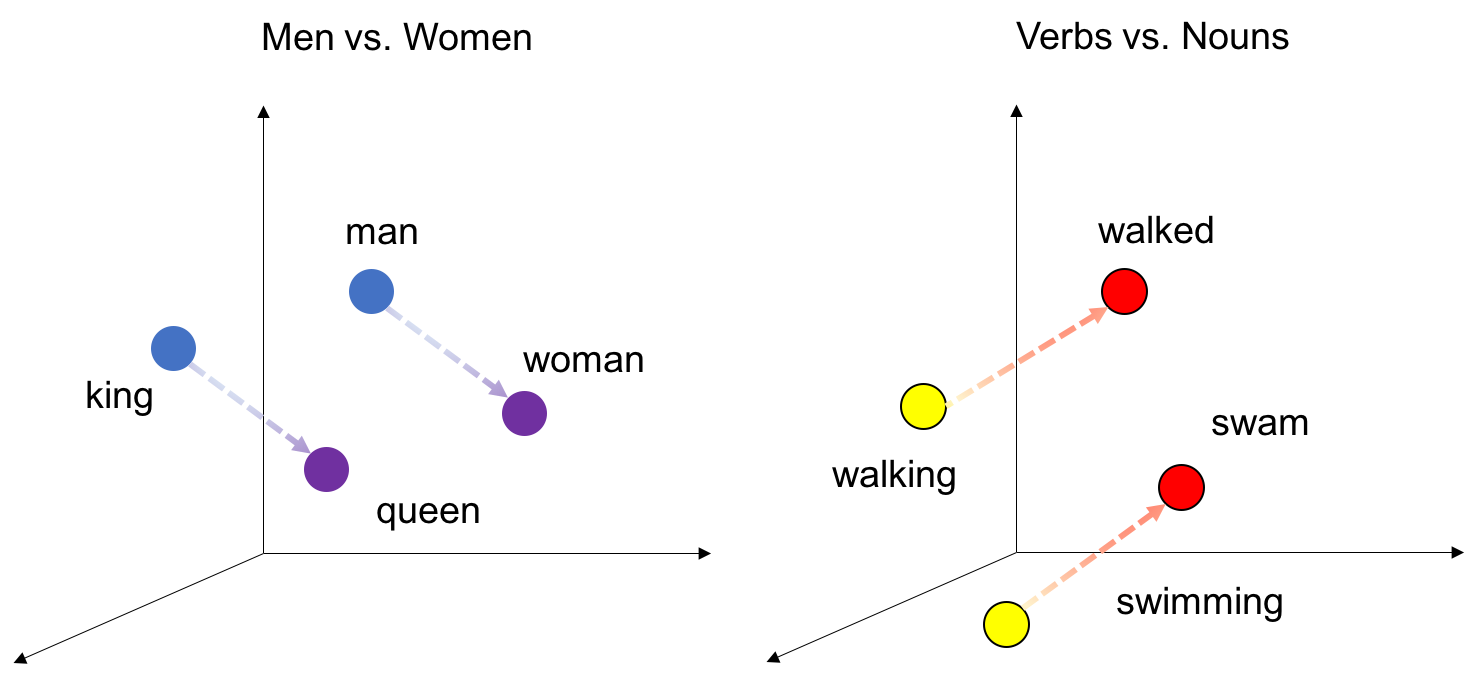 Men vs. Women
man
king
woman
queen
Verbs vs. Nouns
walked
walking
swam
swimming